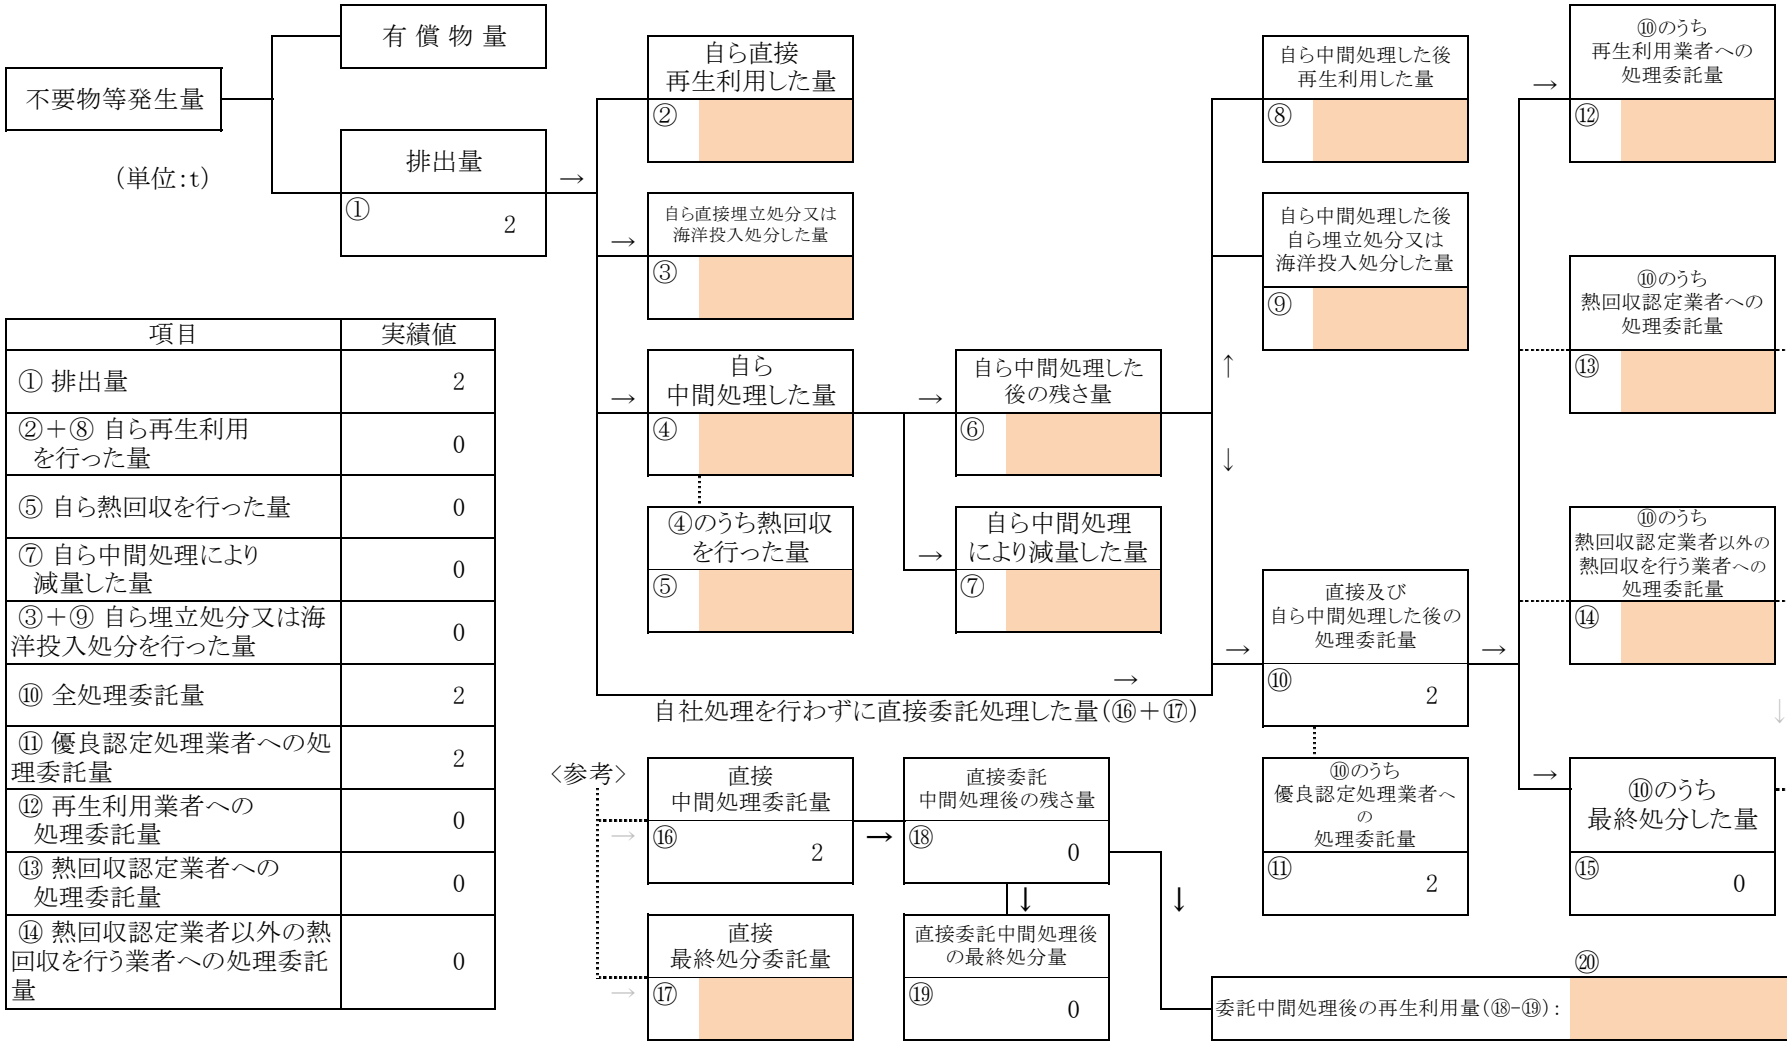 有 償 物 量
不要物等発生量
(単位:t)
排出量
①
2
→
自ら直接
再生利用した量
②
→
自ら直接埋立処分又は
海洋投入処分した量
③
→
自ら
中間処理した量
④
④のうち熱回収
を行った量
⑤
→
自ら中間処理した
後の残さ量
⑥
→
自ら中間処理
により減量した量
⑦
自ら中間処理した後
再生利用した量
⑧
自ら中間処理した後
自ら埋立処分又は
海洋投入処分した量
⑨
↑
↓
→
自社処理を行わずに直接委託処理した量(⑯+⑰)
→
直接及び
自ら中間処理した後の
処理委託量
⑩
2
→
⑩のうち
優良認定処理業者へ
の
処理委託量
⑪
2
→
⑩のうち
再生利用業者への
処理委託量
⑫
⑩のうち
熱回収認定業者への
処理委託量
⑬
⑩のうち
熱回収認定業者以外の
熱回収を行う業者への
処理委託量
⑭
↓
→
⑩のうち
最終処分した量
⑮
0
項目 実績値
① 排出量 2
②+⑧ 自ら再生利用
を行った量 0
⑤ 自ら熱回収を行った量 0
⑦ 自ら中間処理により
減量した量 0
③+⑨ 自ら埋立処分又は海
洋投入処分を行った量 0
⑩ 全処理委託量 2
⑪ 優良認定処理業者への処
理委託量 2
⑫ 再生利用業者への
処理委託量 0
⑬ 熱回収認定業者への
処理委託量 0
⑭ 熱回収認定業者以外の熱
回収を行う業者への処理委託
量 0
<参考>
→
直接
中間処理委託量
⑯
2
→
直接委託
中間処理後の残さ量
⑱
0
↓
↓
→
直接
最終処分委託量
⑰
直接委託中間処理後
の最終処分量
⑲
0
⑳
委託中間処理後の再生利用量(⑱-⑲):